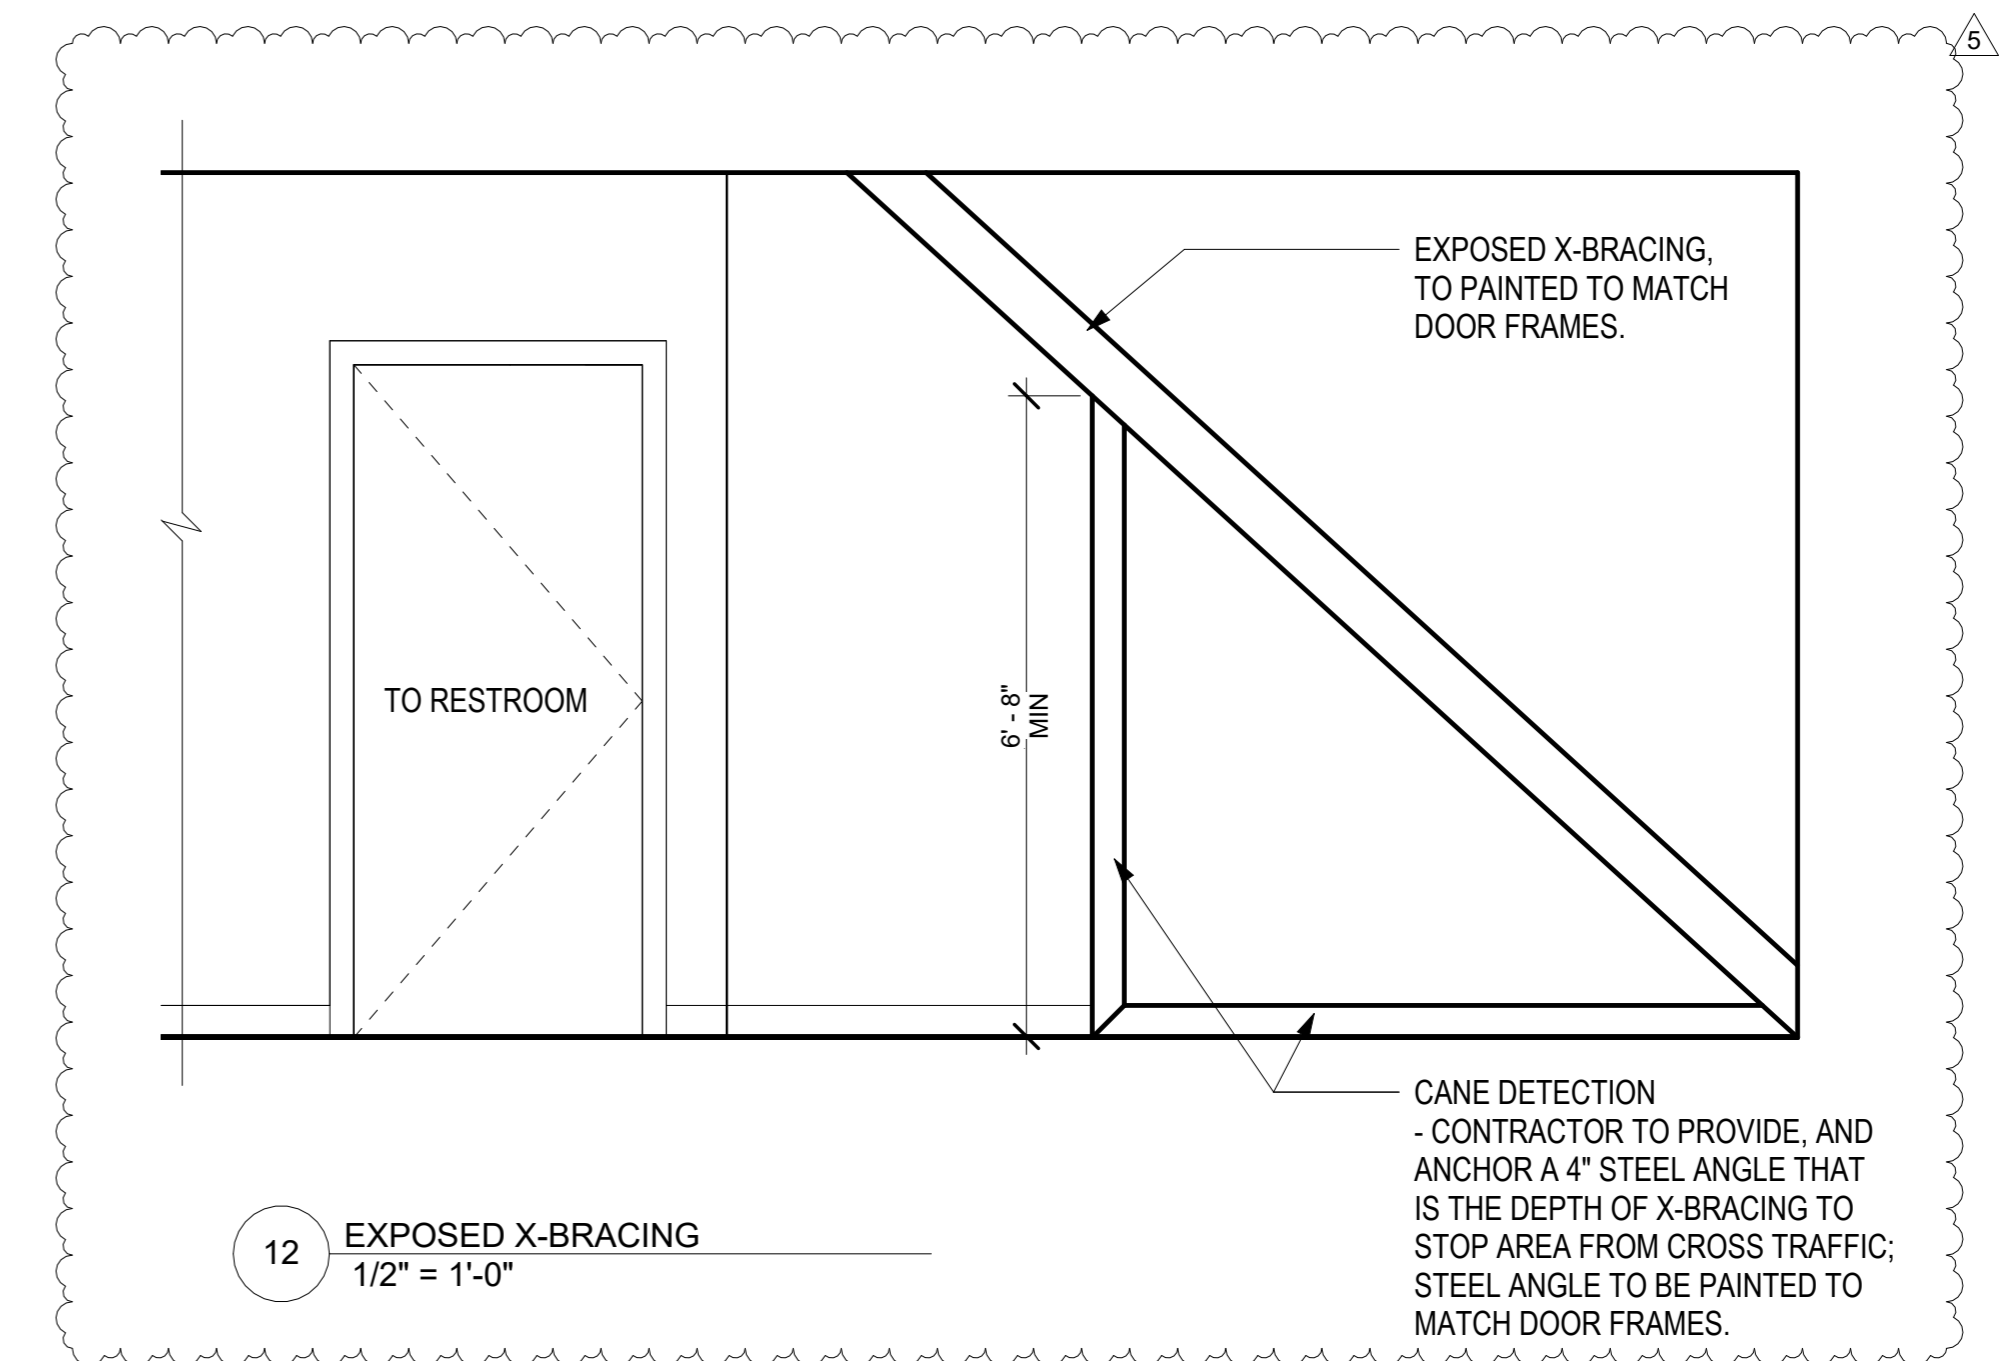 5
EXPOSED X-BRACING,
TO PAINTED TO MATCH
DOOR FRAMES.
TO RESTROOM
6' - 8"
MIN
CANE DETECTION
- CONTRACTOR TO PROVIDE, AND
ANCHOR A 4" STEEL ANGLE THAT
IS THE DEPTH OF X-BRACING TO
STOP AREA FROM CROSS TRAFFIC;
STEEL ANGLE TO BE PAINTED TO
MATCH DOOR FRAMES.
12
EXPOSED X-BRACING
1/2" = 1'-0"